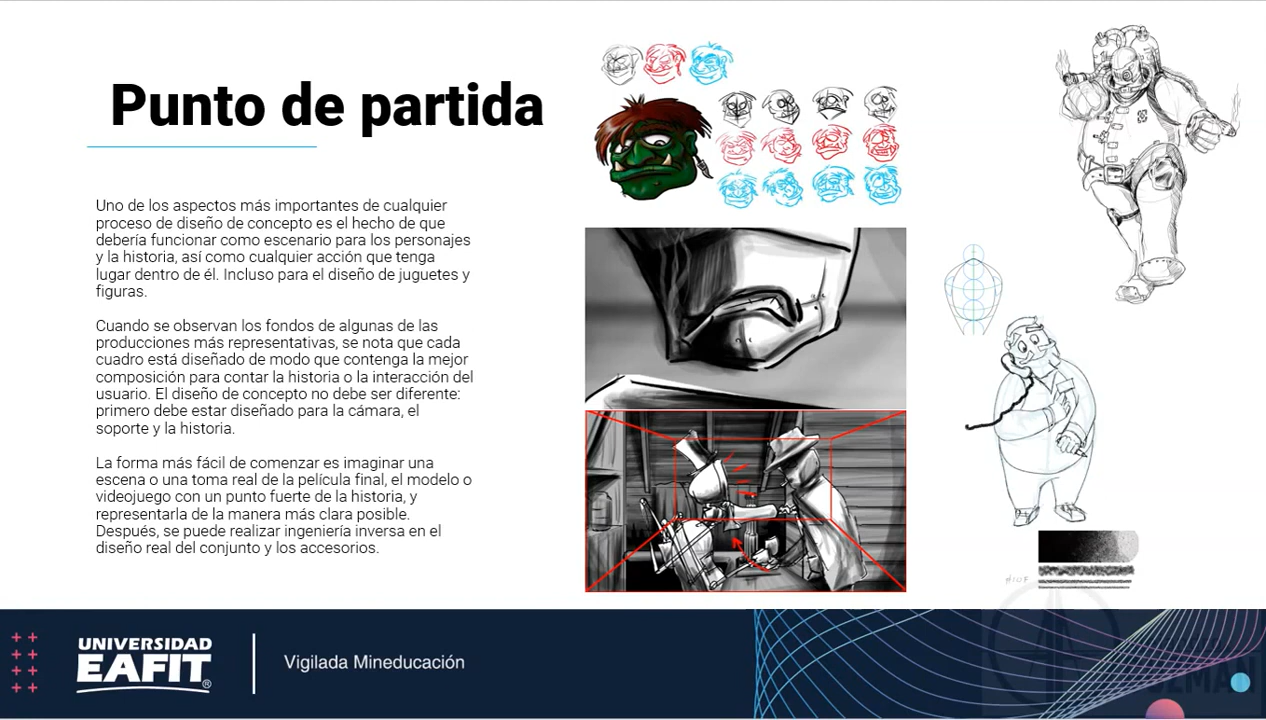 Punto de partida
Uno de los aspectos más importantes de cualquier
proceso de diseño de concepto es el hecho de que
debería funcionar como escenario para los personajes
y la historia, así como cualquier acción que tenga
lugar dentro de él. Incluso para el diseño de juguetes y
figuras.
Cuando se observan los fondos de algunas de las
producciones más representativas, se nota que cada
cuadro está diseñado de modo que contenga la mejor
composición para contar la historia o la interacción del
usuario. El diseño de concepto no debe ser diferente:
primero debe estar diseñado para la cámara, el
soporte y la historia.
La forma más fácil de comenzar es imaginar una
escena o una toma real de la película final, el modelo o
videojuego con un punto fuerte de la historia, y
representarla de la manera más clara posible.
Después, se puede realizar ingeniería inversa en el
diseño real del conjunto y los accesorios.
UNIVERSIDAD
EAFIT®
Vigilada Mineducación